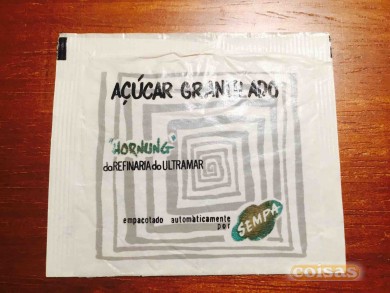 AÇÚCAR GRANULADO
"HORNUNG"
da REFINARIA do ULTRAMAR
empacotado automàticamente
por SEMPA
coisas